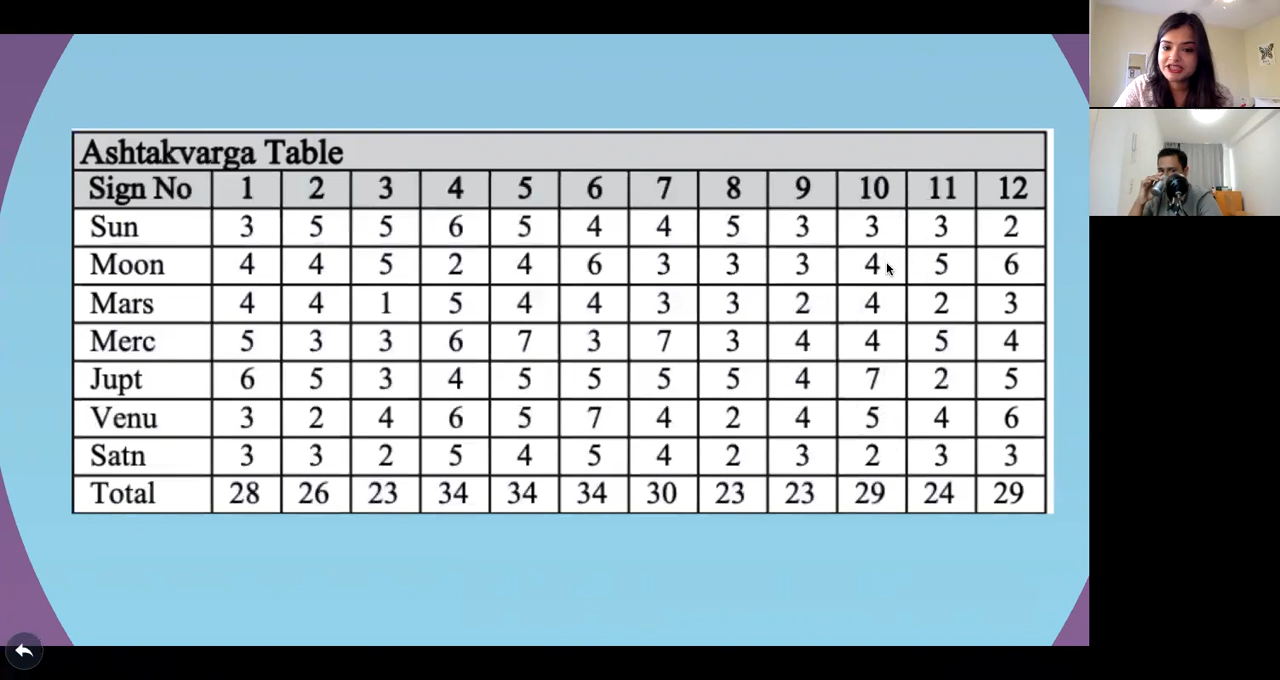 Ashtakvarga Table
Sign No 1 2 3 4 5 6 7 8 9 10 11 12
Sun 3 5 5 6 5 4 4 5 3 3 3 2
Moon 4 4 5 2 4 6 3 3 3 4 5 6
Mars 4 4 1 5 4 4 3 3 2 4 2 3
Merc 5 3 3 6 7 3 7 3 4 4 5 4
Jupt 6 5 3 4 5 5 5 5 4 7 2 5
Venu 3 2 4 6 5 7 4 2 4 5 4 6
Satn 3 3 2 5 4 5 4 2 3 2 3 3
Total 28 26 23 34 34 34 30 23 23 29 24 29